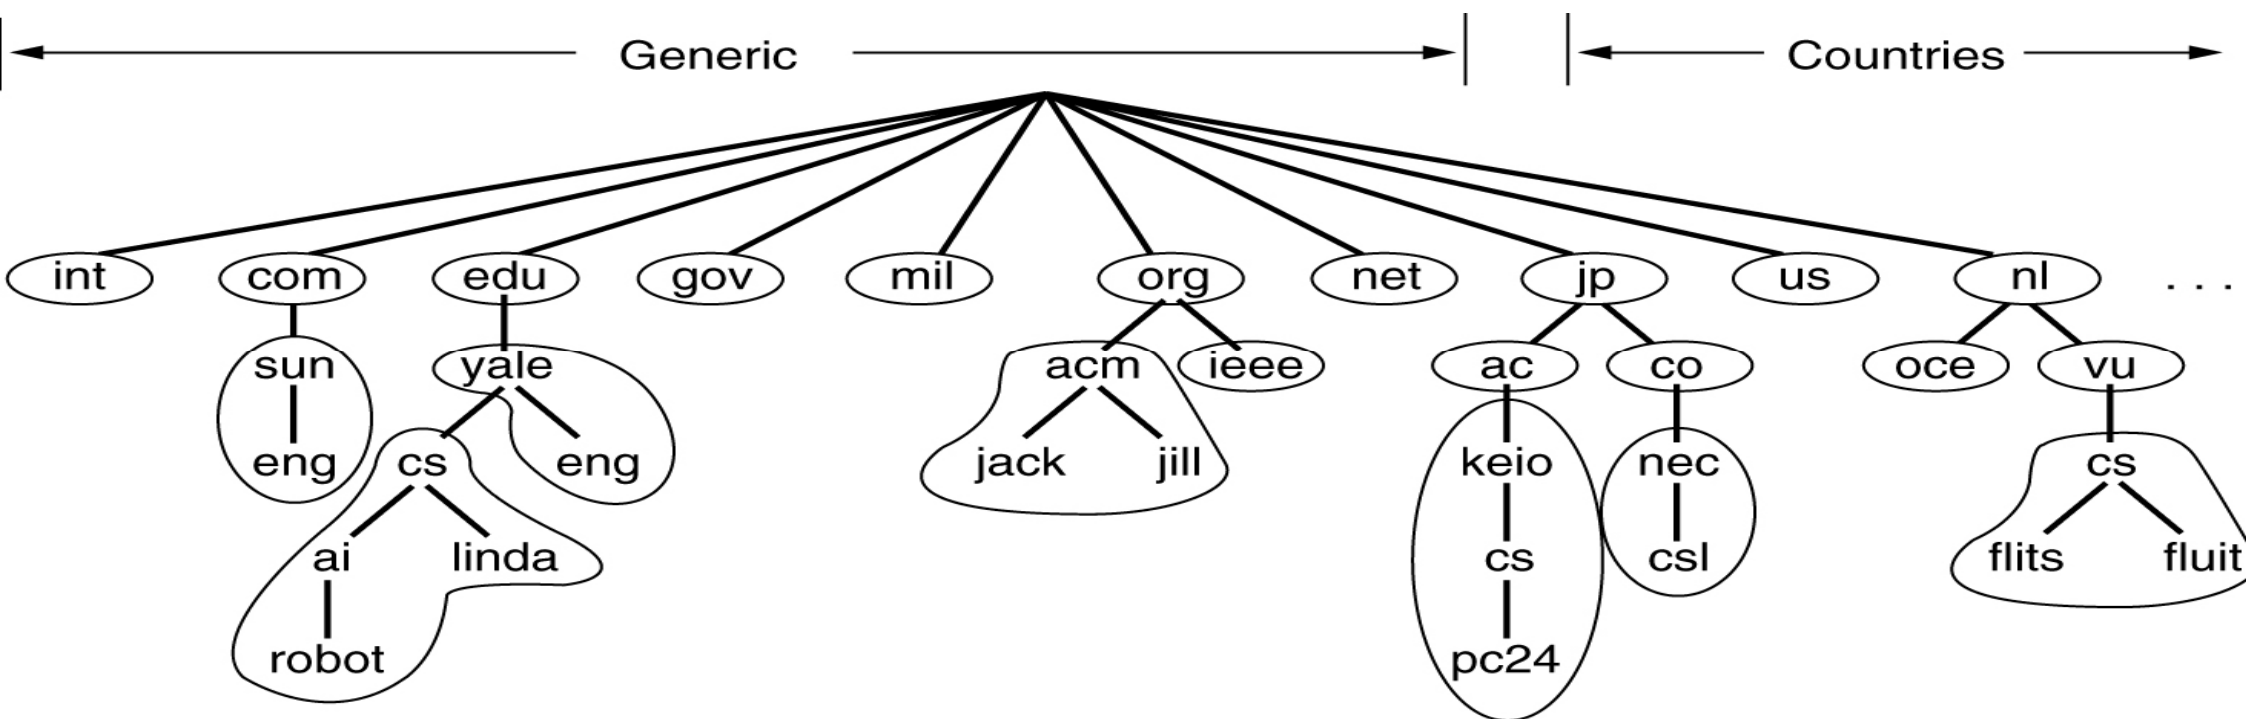 Generic Countries
int com edu gov mil org net jp us nl . . .
sun yale acm ieee ac co oce vu
eng cs eng jack jill keio nec cs
ai linda cs csl flits fluit
robot pc24